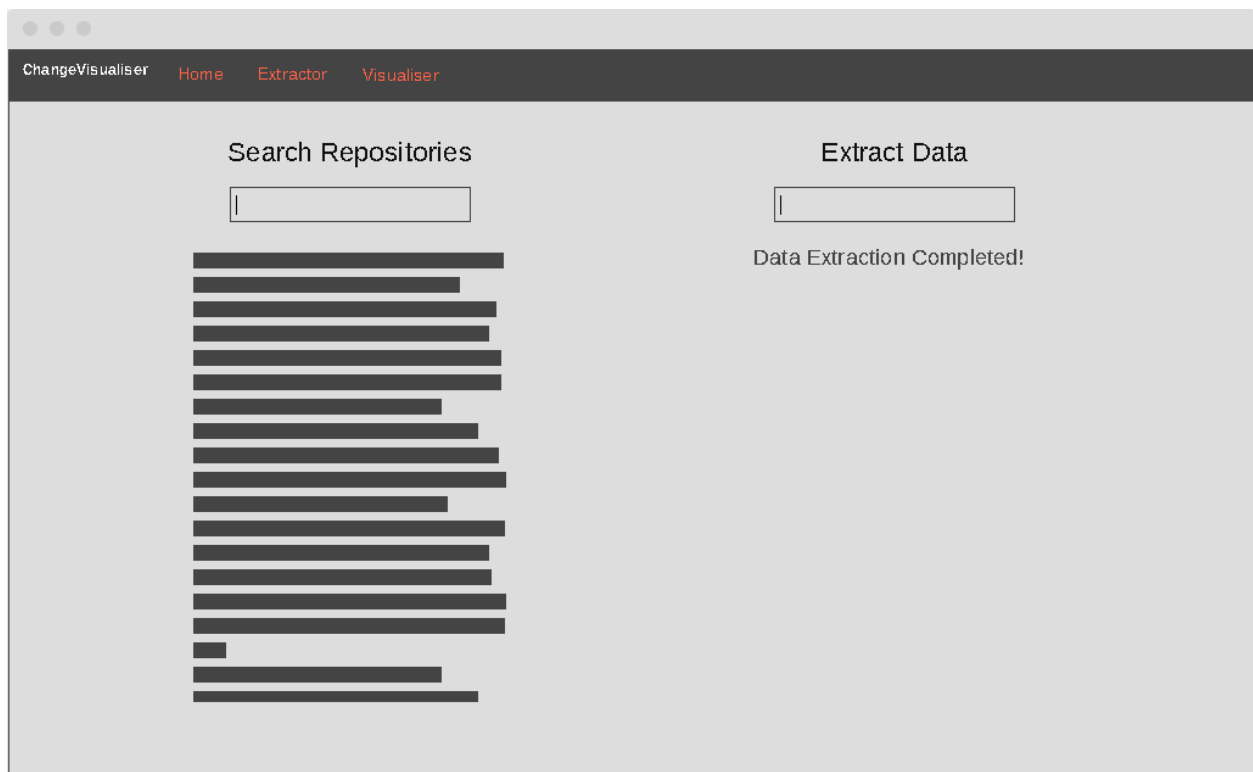 ChangeVisualiser Home Extractor Visualiser
Search Repositories
Extract Data
Data Extraction Completed!